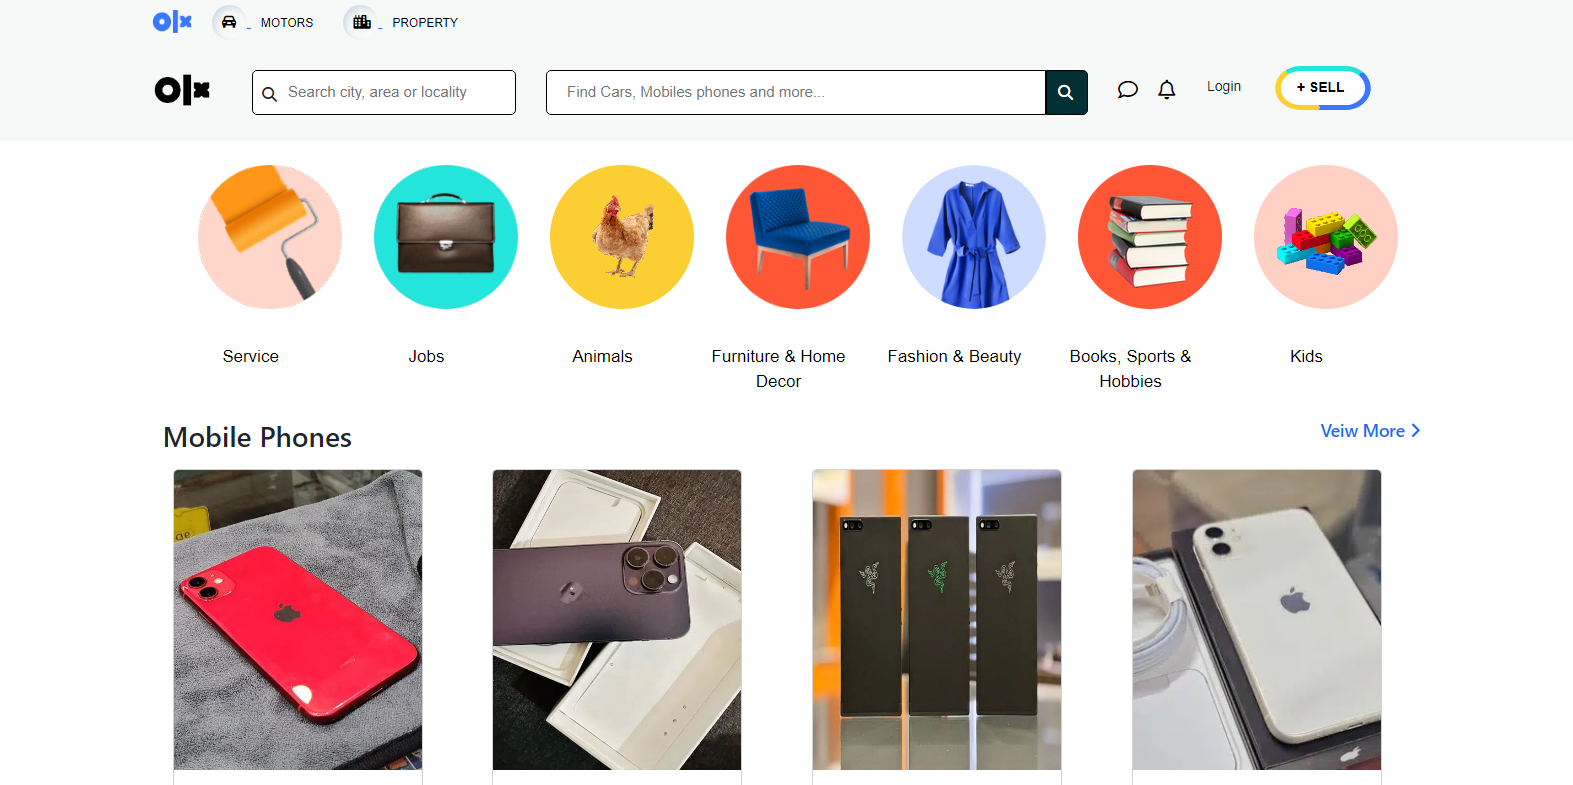 olx MOTORS PROPERTY
olx Search city, area or locality Find Cars, Mobiles phones and more... Login + SELL
Service Jobs Animals Furniture & Home Decor Fashion & Beauty Books, Sports & Hobbies Kids
Mobile Phones Veiw More